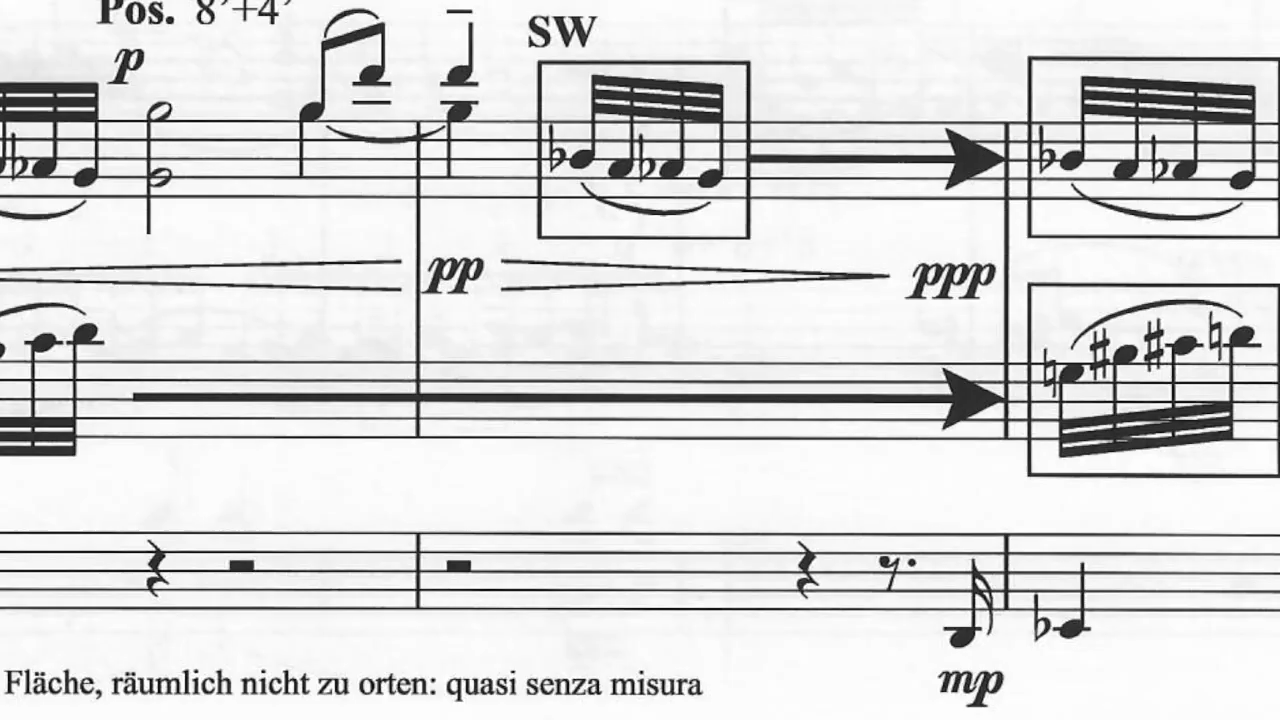 Pos. 8'+4'
p
SW
pp
ppp
mp
Fläche, räumlich nicht zu orten: quasi senza misura